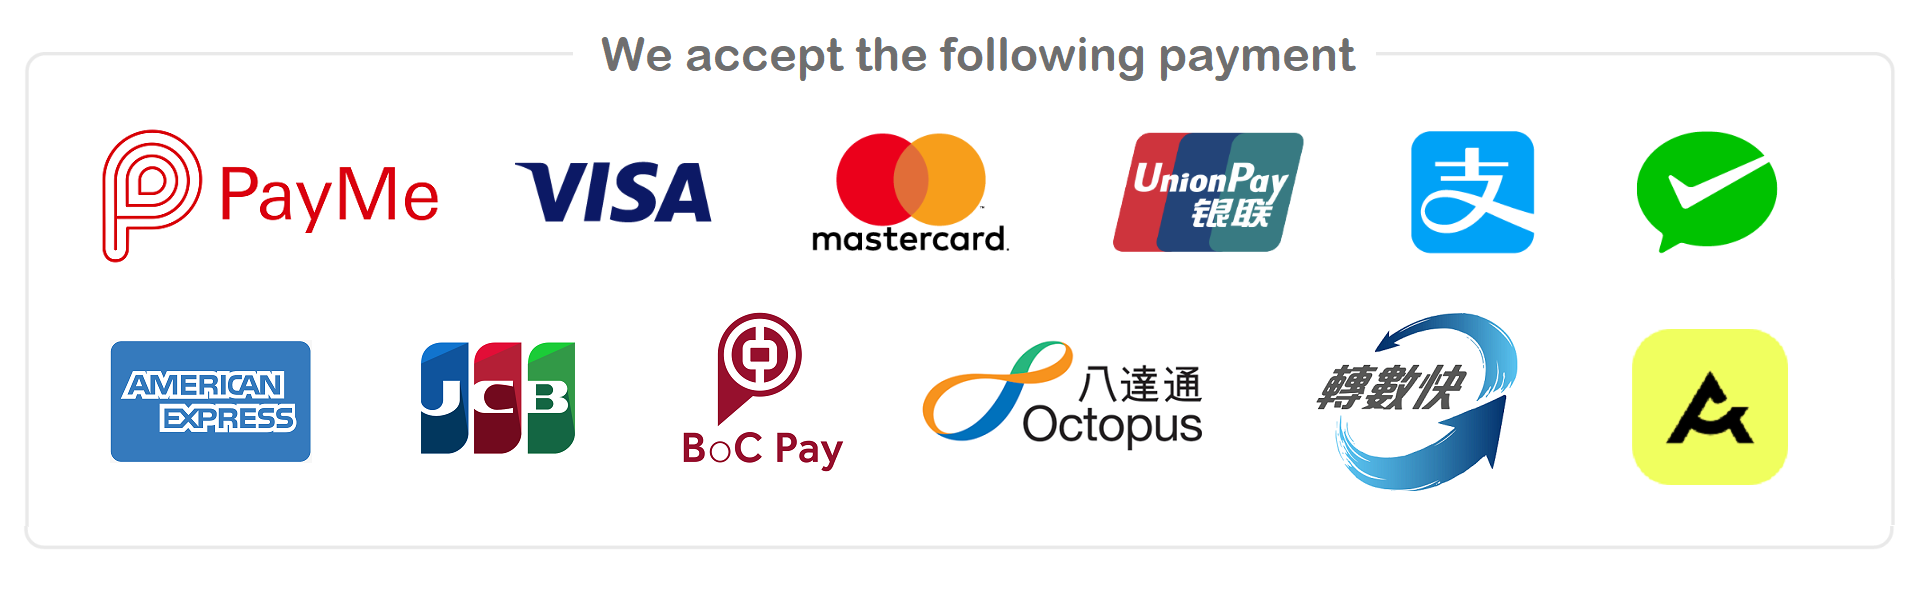 We accept the following payment
PayMe
VISA
mastercard.
UnionPay
银联
支
AMERICAN
EXPRESS
JCB
BoC Pay
八達通
Octopus
轉數快